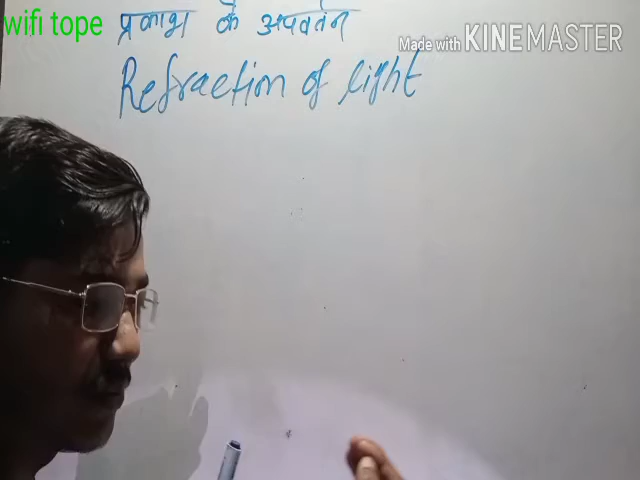 wifi tope
प्रकाश के अपवर्तन
Made with KINEMASTER
Refraction of light